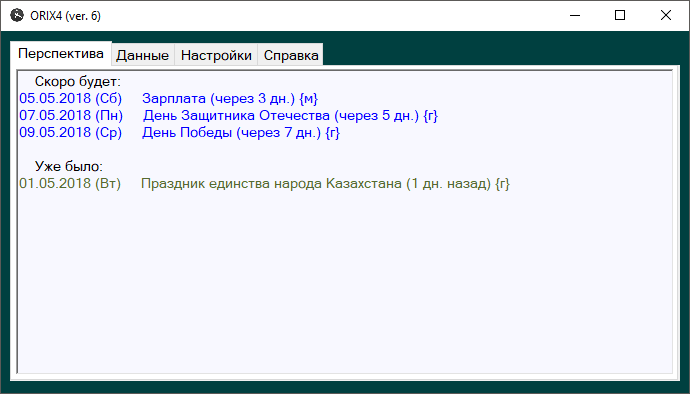 ORIX4 (ver. 6)
Перспектива Данные Настройки Справка
Скоро будет:
05.05.2018 (Сб) Зарплата (через 3 дн.) {м}
07.05.2018 (Пн) День Защитника Отечества (через 5 дн.) {г}
09.05.2018 (Ср) День Победы (через 7 дн.) {г}
Уже было:
01.05.2018 (Вт) Праздник единства народа Казахстана (1 дн. назад) {г}